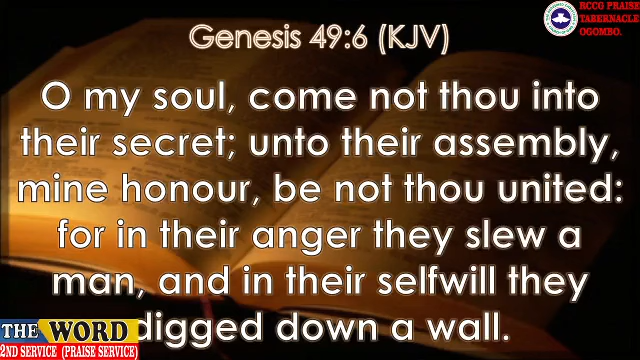 Genesis 49:6 (KJV)
RCCG PRAISE
TABERNACLE
OGOMBO.
O my soul, come not thou into
their secret; unto their assembly,
mine honour, be not thou united:
for in their anger they slew a
man, and in their selfwill they
digged down a wall.
THE WORD
2ND SERVICE (PRAISE SERVICE)